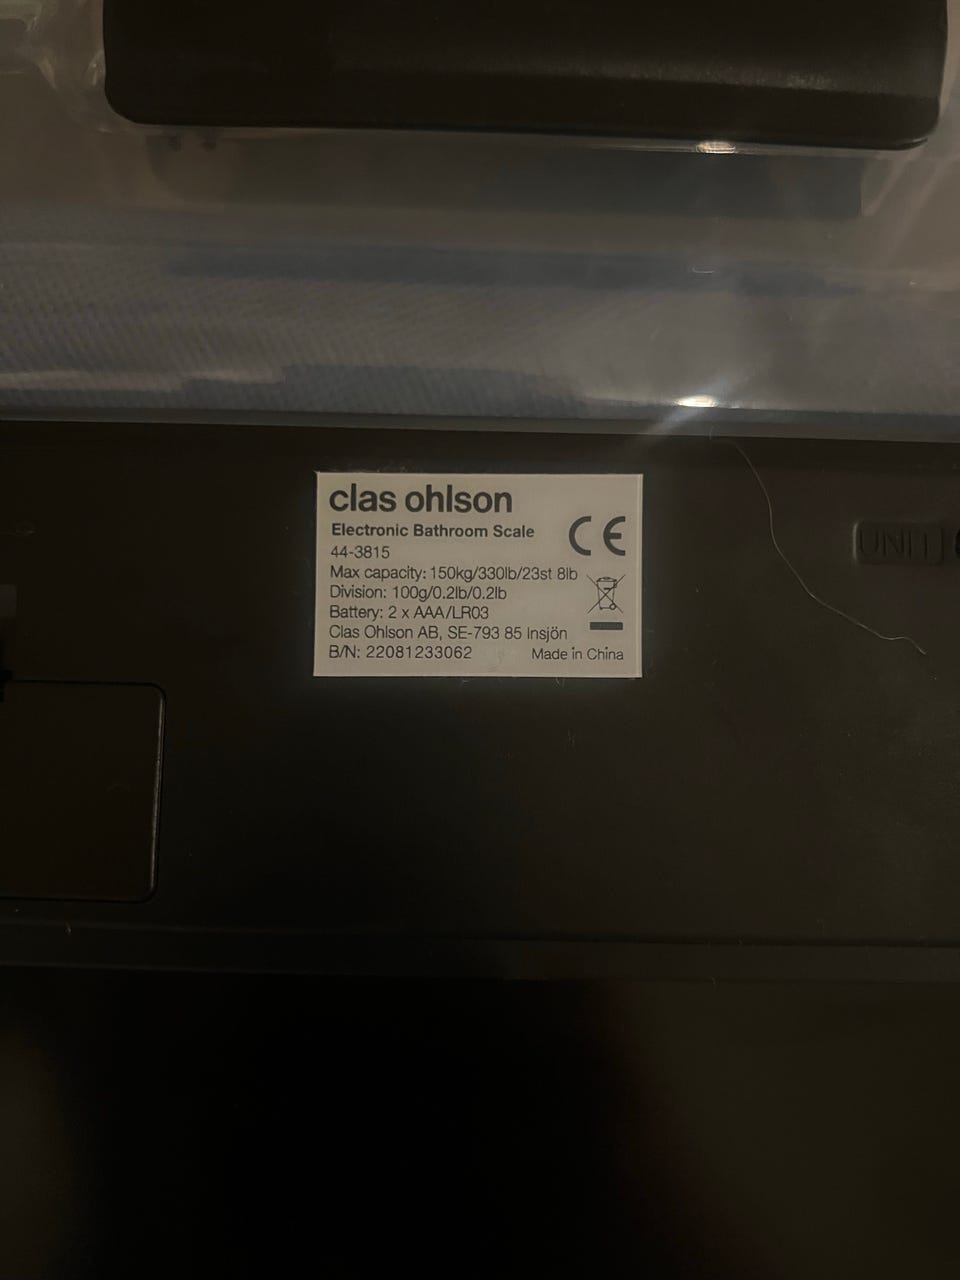 clas ohlson
Electronic Bathroom Scale
44-3815
Max capacity: 150kg/330lb/23st 8lb
Division: 100g/0.2lb/0.2lb
Battery: 2 x AAA/LR03
Clas Ohlson AB, SE-793 85 Insjön
B/N: 22081233062 Made in China
CE
UNIT